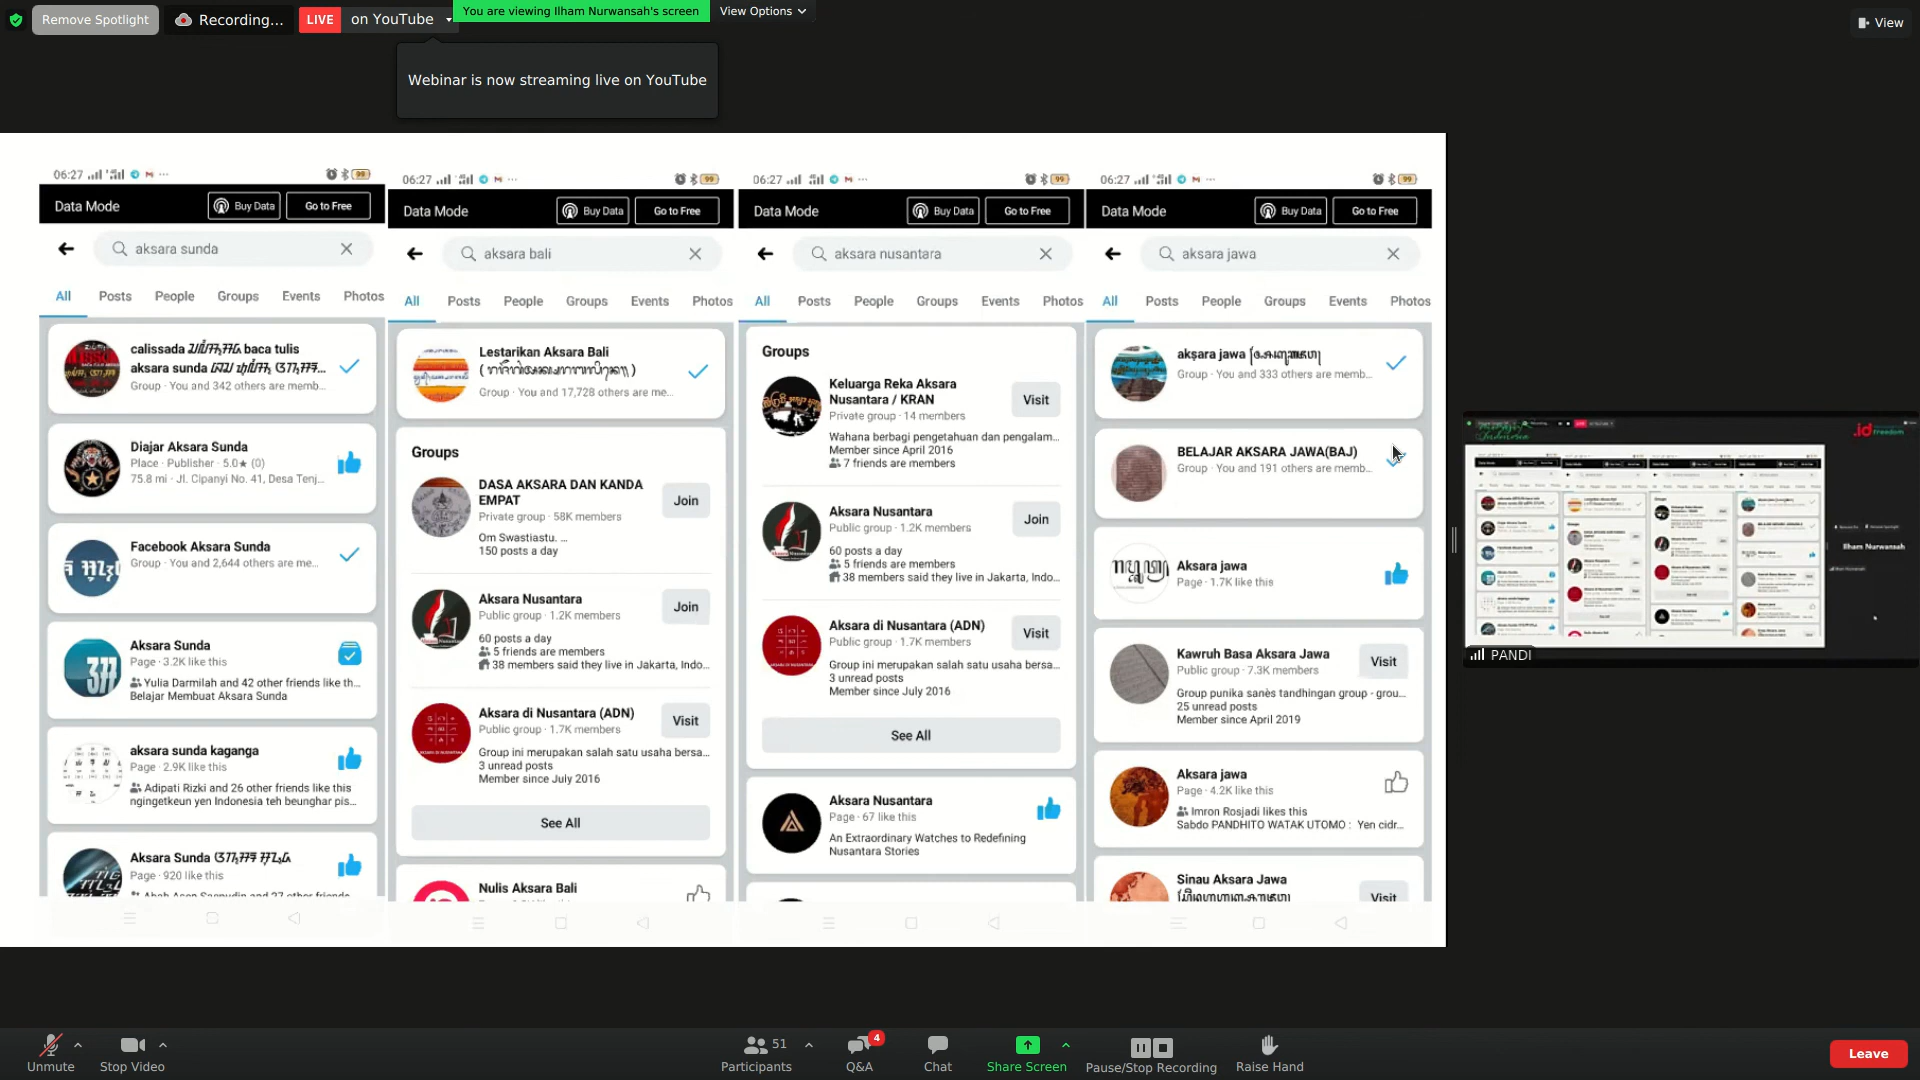 Remove Spotlight
Recording...
LIVE on YouTube
You are viewing Ilham Nurwansah's screen
View Options
View
Webinar is now streaming live on YouTube
06:27
99
Data Mode
Buy Data
Go to Free
aksara sunda
All Posts People Groups Events Photos
calissada baca tulis
aksara sunda
Group · You and 342 others are memb...
Diajar Aksara Sunda
Place · Publisher · 5.0★ (0)
75.8 mi · Jl. Cipanyi No. 41, Desa Tenj...
Facebook Aksara Sunda
Group · You and 2,644 others are me...
Aksara Sunda
Page · 3.2K like this
Yulia Darmilah and 42 other friends like th...
Belajar Membuat Aksara Sunda
aksara sunda kaganga
Page · 2.9K like this
Adipati Rizki and 26 other friends like this
ngingetkeun yen Indonesia teh beunghar pis...
Aksara Sunda
Page · 920 like this
06:27
99
Data Mode
Buy Data
Go to Free
aksara bali
All Posts People Groups Events Photos
Lestarikan Aksara Bali
Group · You and 17,728 others are me...
Groups
DASA AKSARA DAN KANDA
EMPAT
Private group · 58K members
Om Swastiastu. ...
150 posts a day
Join
Aksara Nusantara
Public group · 1.2K members
60 posts a day
5 friends are members
38 members said they live in Jakarta, Indo...
Join
Aksara di Nusantara (ADN)
Public group · 1.7K members
Group ini merupakan salah satu usaha bersa...
3 unread posts
Member since July 2016
Visit
See All
Nulis Aksara Bali
06:27
99
Data Mode
Buy Data
Go to Free
aksara nusantara
All Posts People Groups Events Photos
Groups
Keluarga Reka Aksara
Nusantara / KRAN
Private group · 14 members
Wahana berbagi pengetahuan dan pengalam...
Member since April 2016
7 friends are members
Visit
Aksara Nusantara
Public group · 1.2K members
60 posts a day
5 friends are members
38 members said they live in Jakarta, Indo...
Join
Aksara di Nusantara (ADN)
Public group · 1.7K members
Group ini merupakan salah satu usaha bersa...
3 unread posts
Member since July 2016
Visit
See All
Aksara Nusantara
Page · 67 like this
An Extraordinary Watches to Redefining
Nusantara Stories
06:27
99
Data Mode
Buy Data
Go to Free
aksara jawa
All Posts People Groups Events Photos
aksara jawa
Group · You and 333 others are memb...
BELAJAR AKSARA JAWA(BAJ)
Group · You and 191 others are memb...
Aksara jawa
Page · 1.7K like this
Kawruh Basa Aksara Jawa
Public group · 7.3K members
Group punika sanès tandhingan group - grou...
25 unread posts
Member since April 2019
Visit
Aksara jawa
Page · 4.2K like this
Imron Rosjadi likes this
Sabdo PANDHITO WATAK UTOMO : Yen cidr...
Sinau Aksara Jawa
Visit
Ilham Nurwansah
PANDI
Unmute
Stop Video
51
Participants
4
Q&A
Chat
Share Screen
Pause/Stop Recording
Raise Hand
Leave